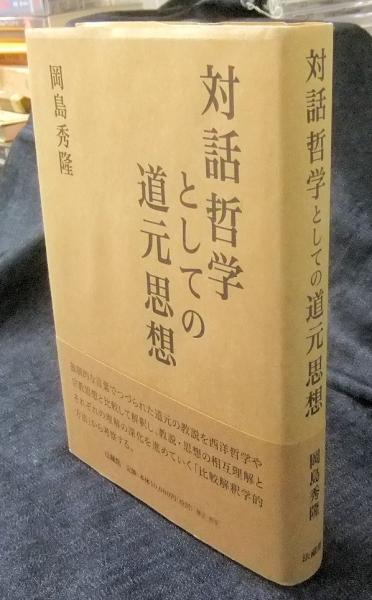 対話哲学
としての
道元思想
岡島秀隆
独創的な言葉でつづられた道元の教説を西洋哲学や
宗教思想と比較して解釈し、教説・思想の相互理解と
それぞれの理解の深化を進めていく「比較解釈学的
方法」から考察する。
法藏館
対話哲学としての道元思想
岡島秀隆
法藏館